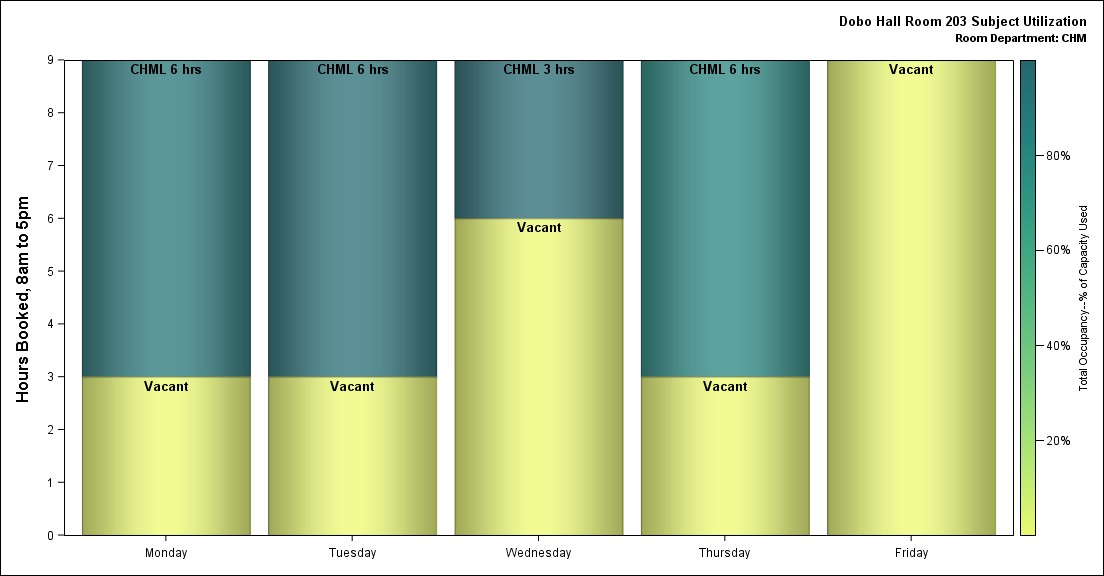 Dobo Hall Room 203 Subject Utilization
Room Department: CHM
Hours Booked, 8am to 5pm
9
8
7
6
5
4
3
2
1
0
CHML 6 hrs
Vacant
CHML 6 hrs
Vacant
CHML 3 hrs
Vacant
CHML 6 hrs
Vacant
Vacant
Monday
Tuesday
Wednesday
Thursday
Friday
80%
60%
40%
20%
Total Occupancy--% of Capacity Used